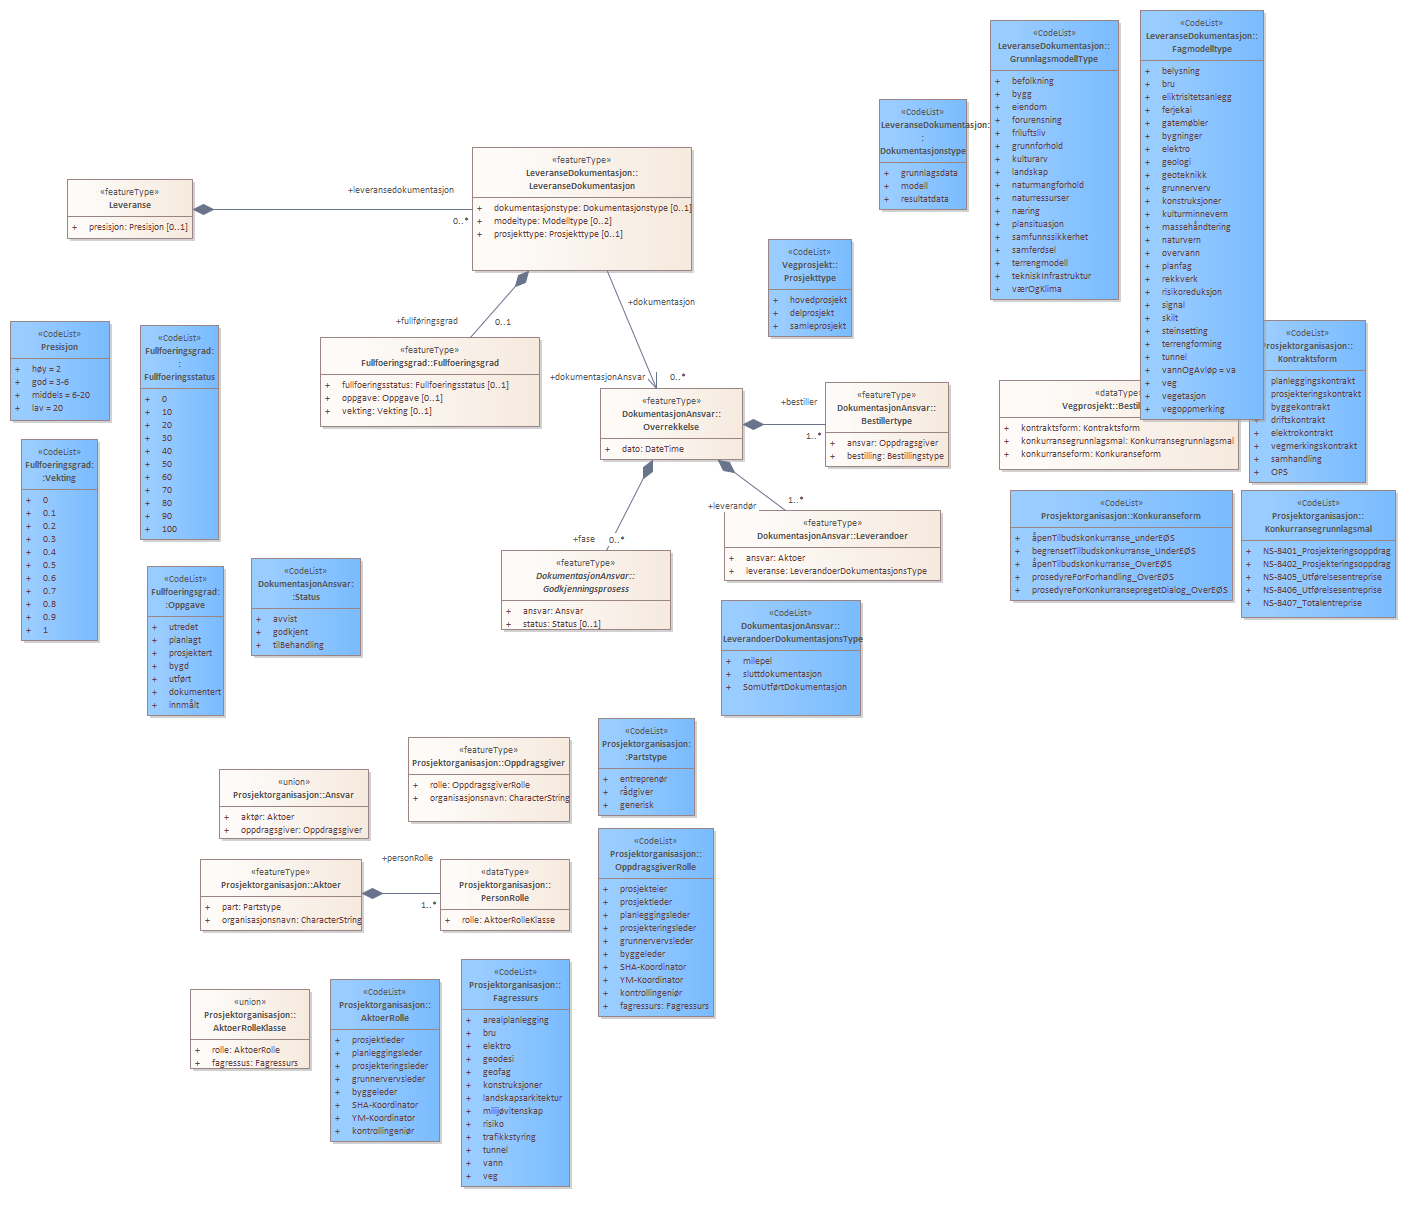 «featureType»
Leveranse
+ presisjon: Presisjon [0..1]
+leveransedokumentasjon
0..*
«featureType»
LeveranseDokumentasjon::
LeveranseDokumentasjon
+ dokumentasjonstype: Dokumentasjonstype [0..1]
+ modeltype: Modelltype [0..2]
+ prosjekttype: Prosjekttype [0..1]
+fullføringsgrad
0..1
+dokumentasjon
+dokumentasjonAnsvar
0..*
«featureType»
Fullfoeringsgrad::Fullfoeringsgrad
+ fullfoeringsstatus: Fullfoeringsstatus [0..1]
+ oppgave: Oppgave [0..1]
+ vekting: Vekting [0..1]
«featureType»
DokumentasjonAnsvar::
Overrekkelse
+ dato: DateTime
+bestiller
1..*
«featureType»
DokumentasjonAnsvar::
Bestillertype
+ ansvar: Oppdragsgiver
+ bestilling: Bestillingstype
+leverandør
1..*
«featureType»
DokumentasjonAnsvar::Leverandoer
+ ansvar: Aktoer
+ leveranse: LeverandoerDokumentasjonsType
+fase
0..*
«featureType»
DokumentasjonAnsvar::
Godkjenningsprosess
+ ansvar: Ansvar
+ status: Status [0..1]
«CodeList»
LeveranseDokumentasjon:
:
Dokumentasjonstype
+ grunnlagsdata
+ modell
+ resultatdata
«CodeList»
LeveranseDokumentasjon::
GrunnlagsmodellType
+ befolkning
+ bygg
+ eiendom
+ forurensning
+ friluftsliv
+ grunnforhold
+ kulturarv
+ landskap
+ naturmangforhold
+ naturressurser
+ næring
+ plansituasjon
+ samfunnssikkerhet
+ samferdsel
+ terrengmodell
+ tekniskInfrastruktur
+ værOgKlima
«CodeList»
LeveranseDokumentasjon::
Fagmodelltype
+ belysning
+ bru
+ eliktrisitetsanlegg
+ ferjekai
+ gatemøbler
+ bygninger
+ elektro
+ geologi
+ geoteknikk
+ grunnerverv
+ konstruksjoner
+ kulturminnevern
+ massehåndtering
+ naturvern
+ overvann
+ planfag
+ rekkverk
+ risikoreduksjon
+ signal
+ skilt
+ steinsetting
+ terrengforming
+ tunnel
+ vannOgAvløp = va
+ veg
+ vegetasjon
+ vegoppmerking
«CodeList»
Vegprosjekt::
Prosjekttype
+ hovedprosjekt
+ delprosjekt
+ samleprosjekt
«CodeList»
Presisjon
+ høy = 2
+ god = 3-6
+ middels = 6-20
+ lav = 20
«CodeList»
Fullfoeringsgrad:
:
Fullfoeringsstatus
+ 0
+ 10
+ 20
+ 30
+ 40
+ 50
+ 60
+ 70
+ 80
+ 90
+ 100
«CodeList»
Fullfoeringsgrad:
:Vekting
+ 0
+ 0.1
+ 0.2
+ 0.3
+ 0.4
+ 0.5
+ 0.6
+ 0.7
+ 0.8
+ 0.9
+ 1
«CodeList»
Fullfoeringsgrad:
:Oppgave
+ utredet
+ planlagt
+ prosjektert
+ bygd
+ utført
+ dokumentert
+ innmålt
«CodeList»
DokumentasjonAnsvar:
:Status
+ avvist
+ godkjent
+ tilBehandling
«dataType
Vegprosjekt::Bestil
+ kontraktsform: Kontraktsform
+ konkurransegrunnlagsmal: Konkurransegrunnlagsmal
+ konkurranseform: Konkuranseform
«CodeList»
rosjektorganisasjon::
Kontraktsform
planleggingskontrakt
prosjekteringskontrakt
byggekontrakt
+ driftskontrakt
+ elektrokontrakt
+ vegmerkingskontrakt
+ samhandling
+ OPS
«CodeList»
Prosjektorganisasjon::Konkuranseform
+ åpenTilbudskonkurranse_underEØS
+ begrensetTilbudskonkurranse_UnderEØS
+ åpenTilbudskonkurranse_OverEØS
+ prosedyreForForhandling_OverEØS
+ prosedyreForKonkurransepregetDialog_OverEØS
«CodeList»
Prosjektorganisasjon::
Konkurransegrunnlagsmal
+ NS-8401_Prosjekteringsoppdrag
+ NS-8402_Prosjekteringsoppdrag
+ NS-8405_Utførelsesentreprise
+ NS-8406_Utførelsesentreprise
+ NS-8407_Totalentreprise
«CodeList»
DokumentasjonAnsvar::
LeverandoerDokumentasjonsType
+ milepel
+ sluttdokumentasjon
+ SomUtførtDokumentasjon
«union»
Prosjektorganisasjon::Ansvar
+ aktør: Aktoer
+ oppdragsgiver: Oppdragsgiver
«featureType»
Prosjektorganisasjon::Oppdragsgiver
+ rolle: OppdragsgiverRolle
+ organisasjonsnavn: CharacterString
«CodeList»
Prosjektorganisasjon:
:Partstype
+ entreprenør
+ rådgiver
+ generisk
«featureType»
Prosjektorganisasjon::Aktoer
+ part: Partstype
+ organisasjonsnavn: CharacterString
+personRolle
1..*
«dataType»
Prosjektorganisasjon::
PersonRolle
+ rolle: AktoerRolleKlasse
«CodeList»
Prosjektorganisasjon::
OppdragsgiverRolle
+ prosjekteier
+ prosjektleder
+ planleggingsleder
+ prosjekteringsleder
+ grunnervervsleder
+ byggeleder
+ SHA-Koordinator
+ YM-Koordinator
+ kontrollingeniør
+ fagressurs: Fagressurs
«union»
Prosjektorganisasjon::
AktoerRolleKlasse
+ rolle: AktoerRolle
+ fagressus: Fagressurs
«CodeList»
Prosjektorganisasjon::
AktoerRolle
+ prosjektleder
+ planleggingsleder
+ prosjekteringsleder
+ grunnervervsleder
+ byggeleder
+ SHA-Koordinator
+ YM-Koordinator
+ kontrollingeniør
«CodeList»
Prosjektorganisasjon::
Fagressurs
+ arealplanlegging
+ bru
+ elektro
+ geodesi
+ geofag
+ konstruksjoner
+ landskapsarkitektur
+ miljøvitenskap
+ risiko
+ trafikkstyring
+ tunnel
+ vann
+ veg